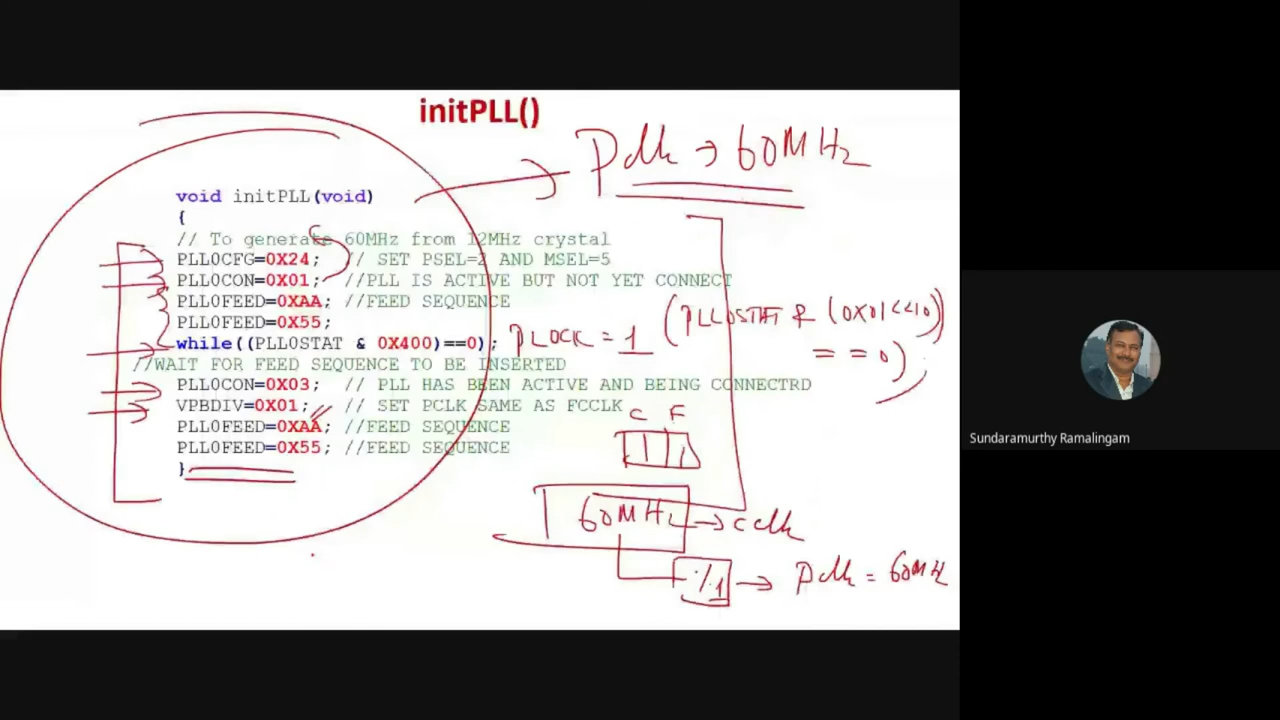 initPLL()
Pclk → 60MHz
void initPLL(void)
{
// To generate 60MHz from 12MHz crystal
PLL0CFG=0X24; // SET PSEL=2 AND MSEL=5
PLL0CON=0X01; //PLL IS ACTIVE BUT NOT YET CONNECT
PLL0FEED=0XAA; //FEED SEQUENCE
PLL0FEED=0X55;
while((PLL0STAT & 0X400)==0);
PLOCK = 1
(PLL0STAT & (0X01<<10))
==0);
//WAIT FOR FEED SEQUENCE TO BE INSERTED
PLL0CON=0X03; // PLL HAS BEEN ACTIVE AND BEING CONNECTRD
VPBDIV=0X01; // SET PCLK SAME AS FCCLK
PLL0FEED=0XAA; //FEED SEQUENCE
PLL0FEED=0X55; //FEED SEQUENCE
}
C F
60MHz → cclk
/1 → Pclk = 60MHz
Sundaramurthy Ramalingam